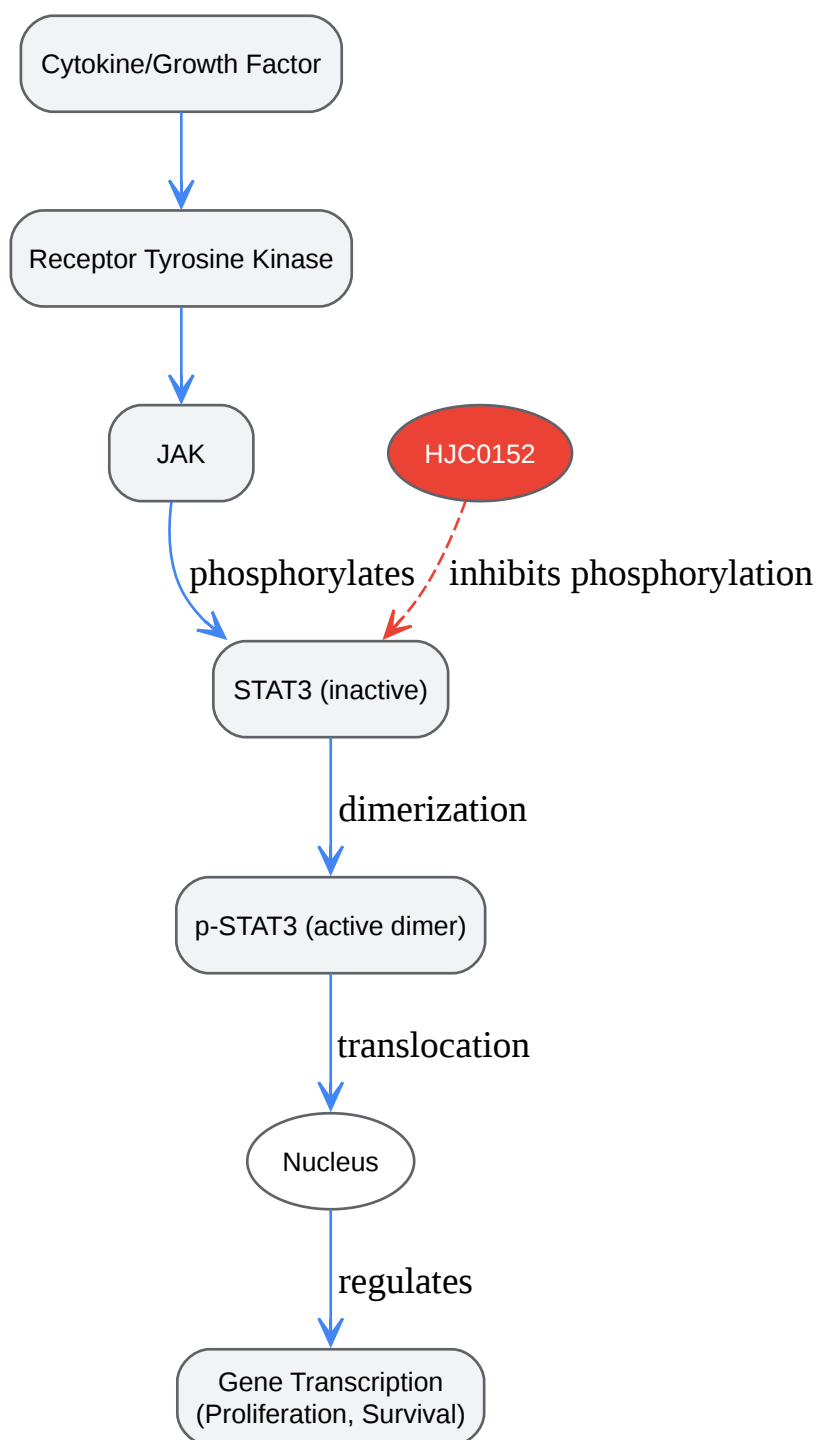 Cytokine/Growth Factor
Receptor Tyrosine Kinase
JAK
HJC0152
phosphorylates
inhibits phosphorylation
STAT3 (inactive)
dimerization
p-STAT3 (active dimer)
translocation
Nucleus
regulates
Gene Transcription
(Proliferation, Survival)